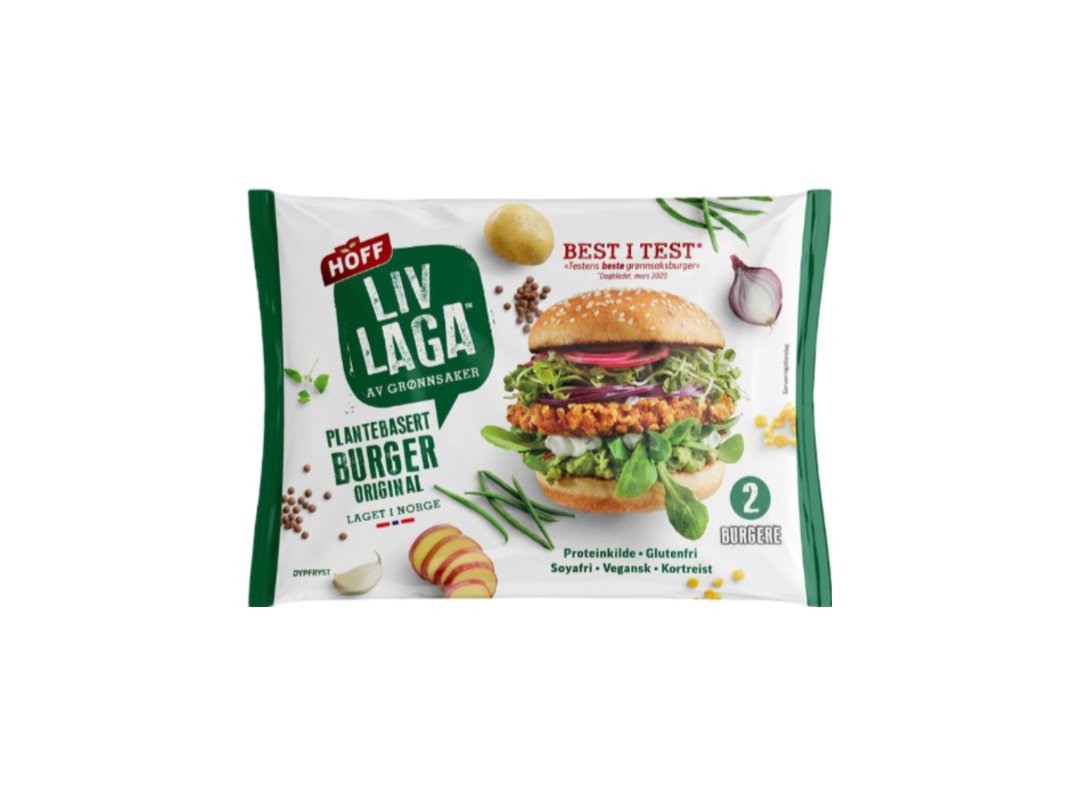 HOFF
LIV
LAGA™
AV GRØNNSAKER
PLANTEBASERT
BURGER
ORIGINAL
LAGET I NORGE
DYPFRYST
BEST I TEST*
«Testens beste grønnsaksburger»
*Dagbladet, mars 2020
Serveringsforslag
2
BURGERE
Proteinkilde • Glutenfri
Soyafri • Vegansk • Kortreist